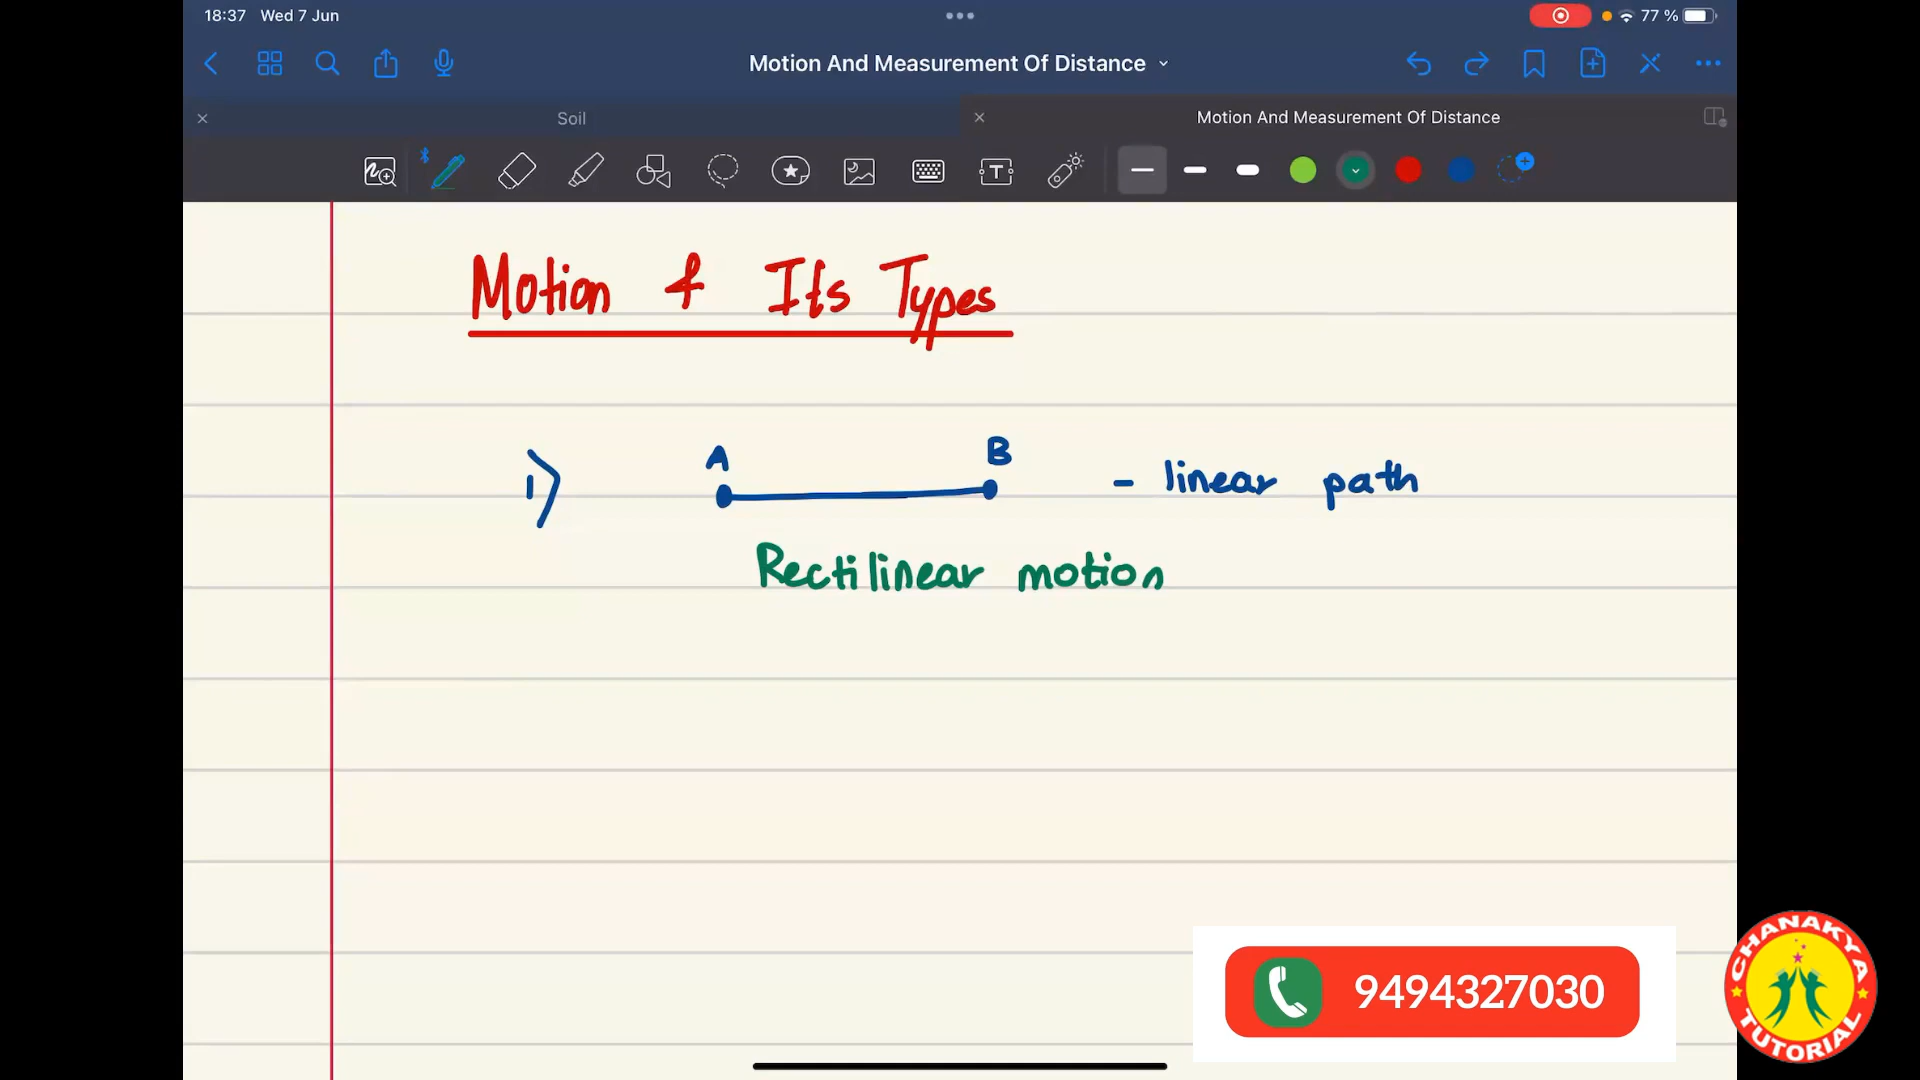 18:37 Wed 7 Jun
77 %
Motion And Measurement Of Distance
Soil
Motion And Measurement Of Distance
Motion & Its Types
1)
A B - linear path
Rectilinear motion
9494327030
CHANAKYA
TUTORIAL